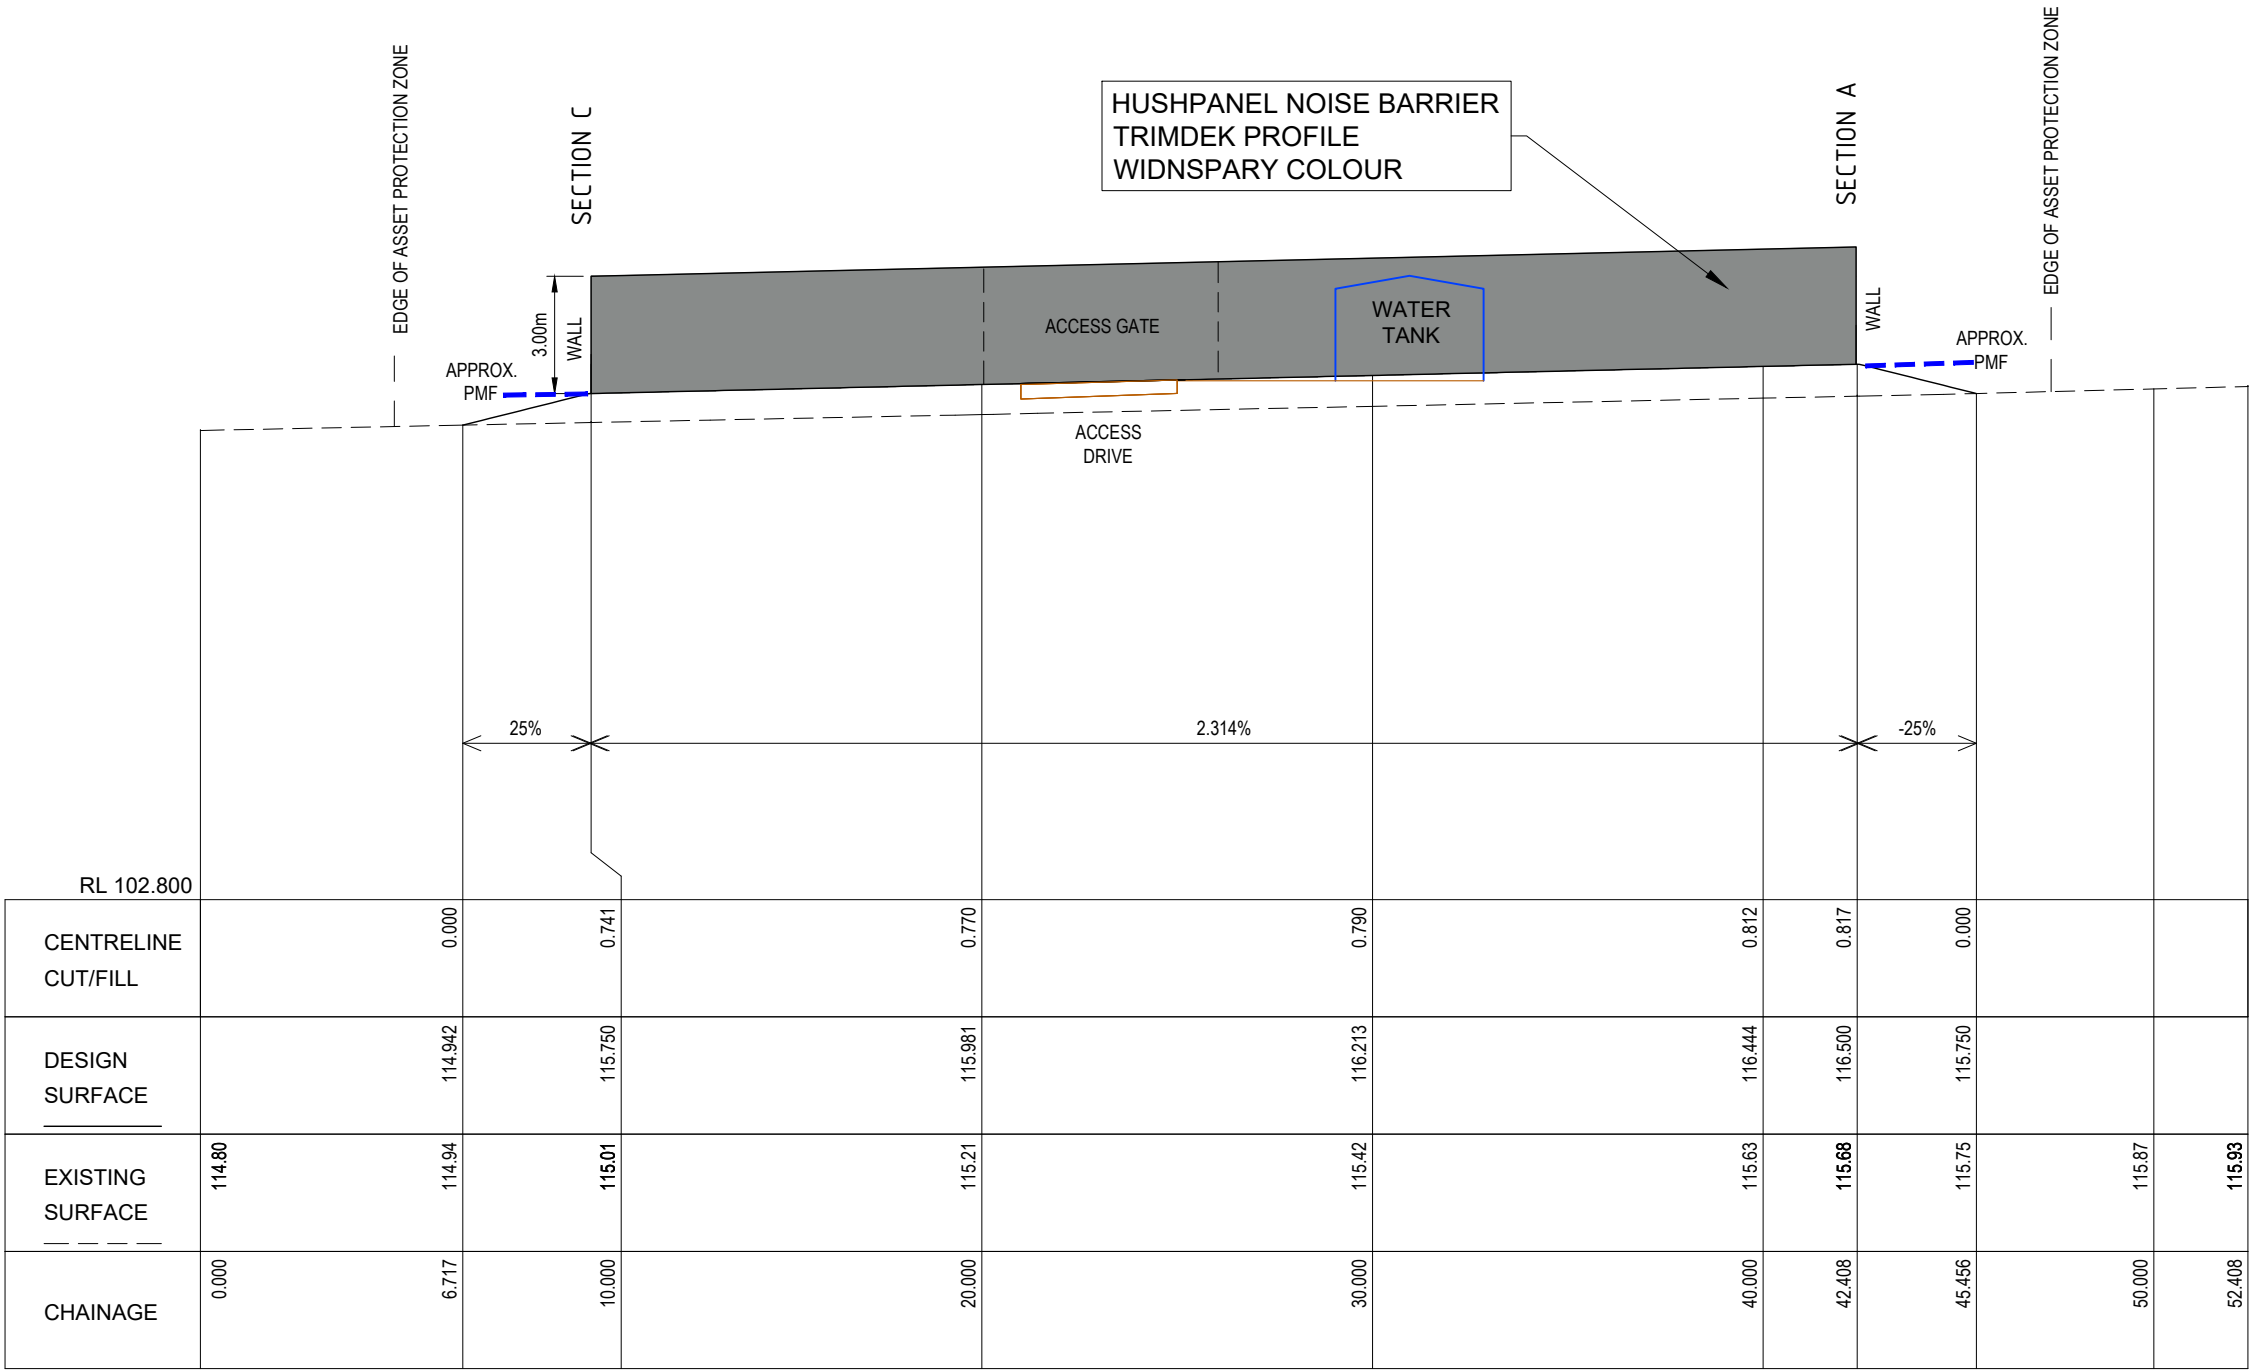 EDGE OF ASSET PROTECTION ZONE
SECTION C
HUSHPANEL NOISE BARRIER
TRIMDEK PROFILE
WIDNSPARY COLOUR
SECTION A
EDGE OF ASSET PROTECTION ZONE
3.00m
WALL
ACCESS GATE
WATER
TANK
WALL
APPROX.
PMF
APPROX.
PMF
ACCESS
DRIVE
25%
2.314%
-25%
RL 102.800
CENTRELINE
CUT/FILL
0.000
0.741
0.770
0.790
0.812
0.817
0.000
DESIGN
SURFACE
114.942
115.750
115.981
116.213
116.444
116.500
115.750
EXISTING
SURFACE
114.80
114.94
115.01
115.21
115.42
115.63
115.68
115.75
115.87
115.93
CHAINAGE
0.000
6.717
10.000
20.000
30.000
40.000
42.408
45.456
50.000
52.408